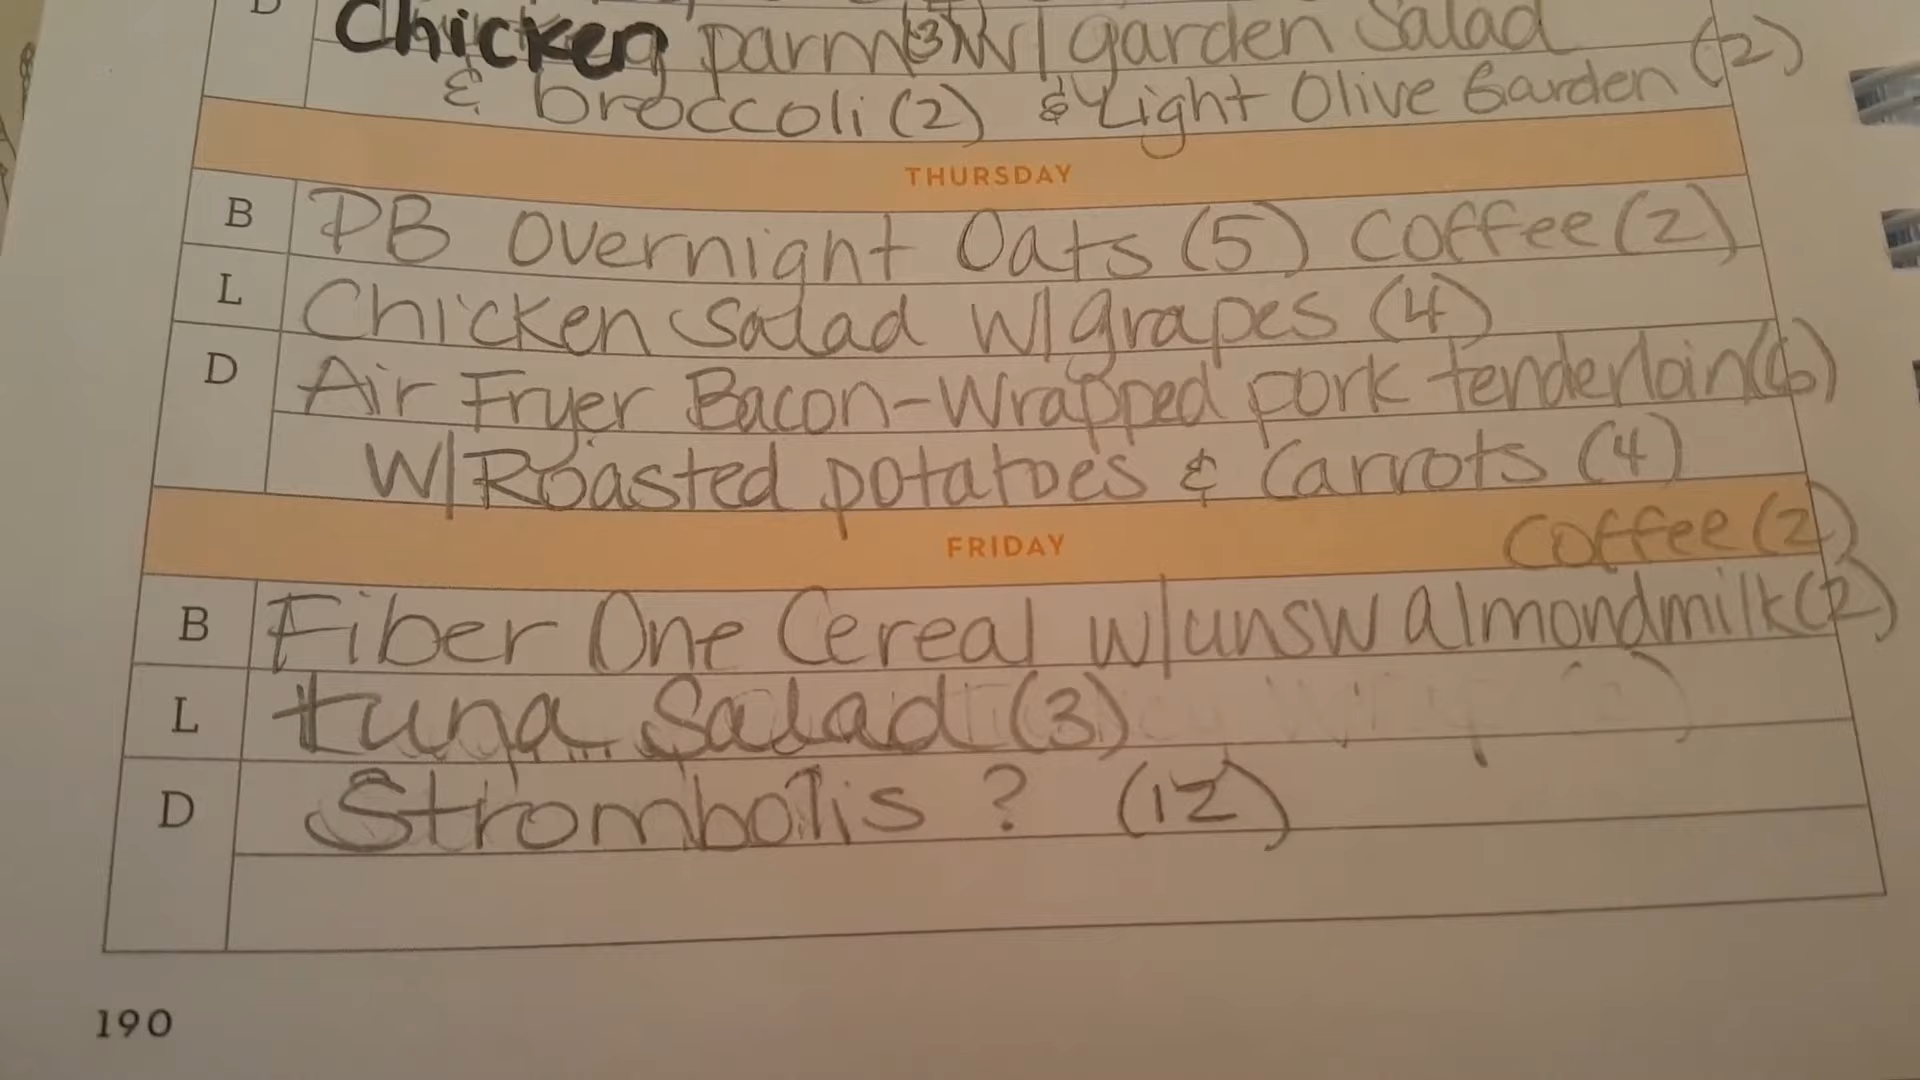 D
Chicken parm (3) W/ garden Salad
& broccoli (2) & Light Olive Garden (2)
THURSDAY
B PB Overnight Oats (5) Coffee (2)
L Chicken Salad W/grapes (4)
D Air Fryer Bacon-Wrapped pork tenderloin (6)
W/ Roasted potatoes & Carrots (4)
FRIDAY Coffee (2)
B Fiber One Cereal w/unsw almondmilk (2)
L tuna Salad (3)
D Strombolis ? (12)
190